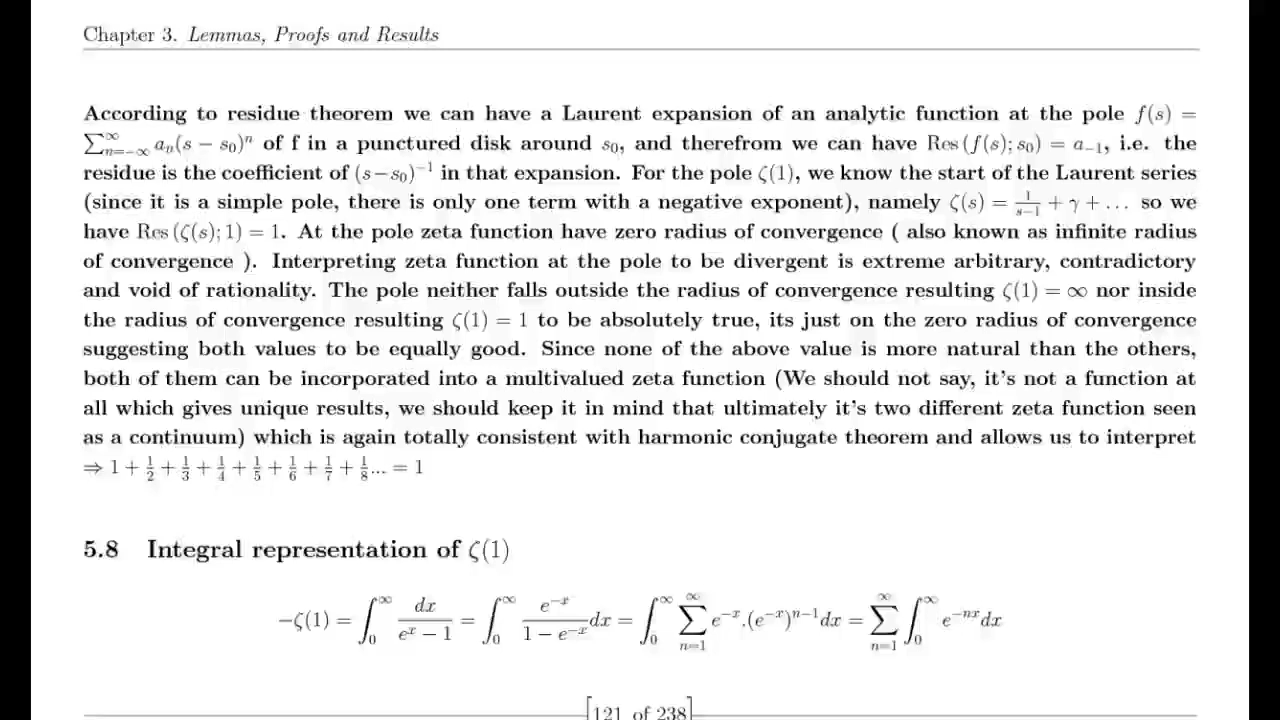 Chapter 3. Lemmas, Proofs and Results
According to residue theorem we can have a Laurent expansion of an analytic function at the pole f(s) =
∑_{n=−∞}^{∞} a_n(s − s_0)^n of f in a punctured disk around s_0, and therefrom we can have Res (f(s); s_0) = a_{−1}, i.e. the
residue is the coefficient of (s−s_0)^{−1} in that expansion. For the pole ζ(1), we know the start of the Laurent series
(since it is a simple pole, there is only one term with a negative exponent), namely ζ(s) = 1/(s−1) + γ + ... so we
have Res (ζ(s); 1) = 1. At the pole zeta function have zero radius of convergence ( also known as infinite radius
of convergence ). Interpreting zeta function at the pole to be divergent is extreme arbitrary, contradictory
and void of rationality. The pole neither falls outside the radius of convergence resulting ζ(1) = ∞ nor inside
the radius of convergence resulting ζ(1) = 1 to be absolutely true, its just on the zero radius of convergence
suggesting both values to be equally good. Since none of the above value is more natural than the others,
both of them can be incorporated into a multivalued zeta function (We should not say, it's not a function at
all which gives unique results, we should keep it in mind that ultimately it's two different zeta function seen
as a continuum) which is again totally consistent with harmonic conjugate theorem and allows us to interpret
⇒ 1 + 1/2 + 1/3 + 1/4 + 1/5 + 1/6 + 1/7 + 1/8... = 1
5.8 Integral representation of ζ(1)
−ζ(1) = ∫_0^∞ dx/(e^x − 1) = ∫_0^∞ e^{−x}/(1 − e^{−x}) dx = ∫_0^∞ ∑_{n=1}^∞ e^{−x}.(e^{−x})^{n−1}dx = ∑_{n=1}^∞ ∫_0^∞ e^{−nx}dx
[121 of 238]